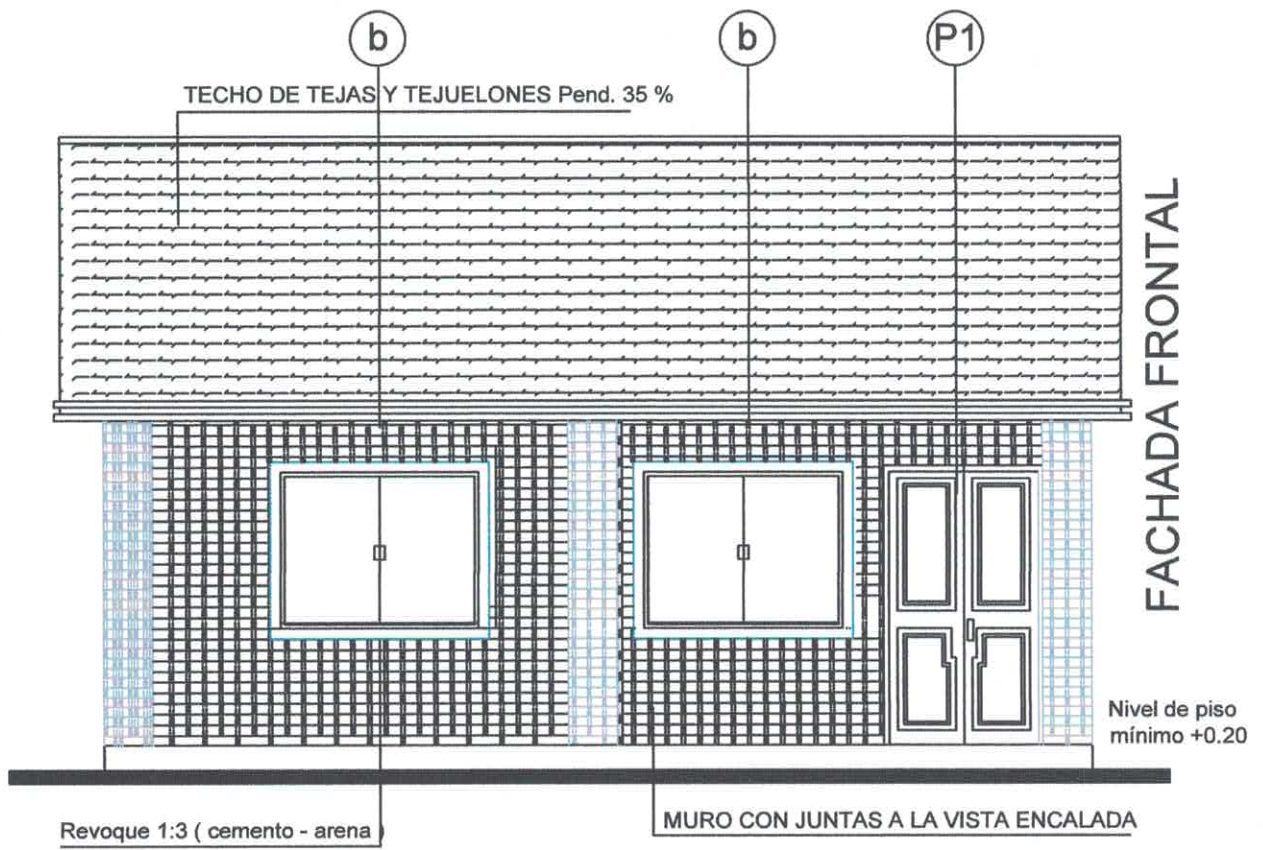 b
b
P1
TECHO DE TEJAS Y TEJUELONES Pend. 35 %
FACHADA FRONTAL
Nivel de piso
mínimo +0.20
Revoque 1:3 ( cemento - arena )
MURO CON JUNTAS A LA VISTA ENCALADA